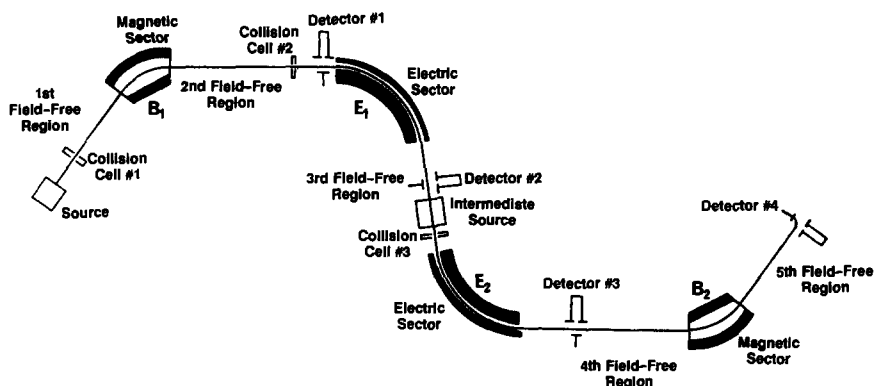 Magnetic
Sector
B1
1st
Field-Free
Region
Collision
Cell #1
Source
2nd Field-Free
Region
Collision
Cell #2
Detector #1
Electric
Sector
E1
3rd Field-Free
Region
Detector #2
Intermediate
Source
Collision
Cell #3
E2
Electric
Sector
Detector #3
4th Field-Free
Region
B2
Magnetic
Sector
Detector #4
5th Field-Free
Region